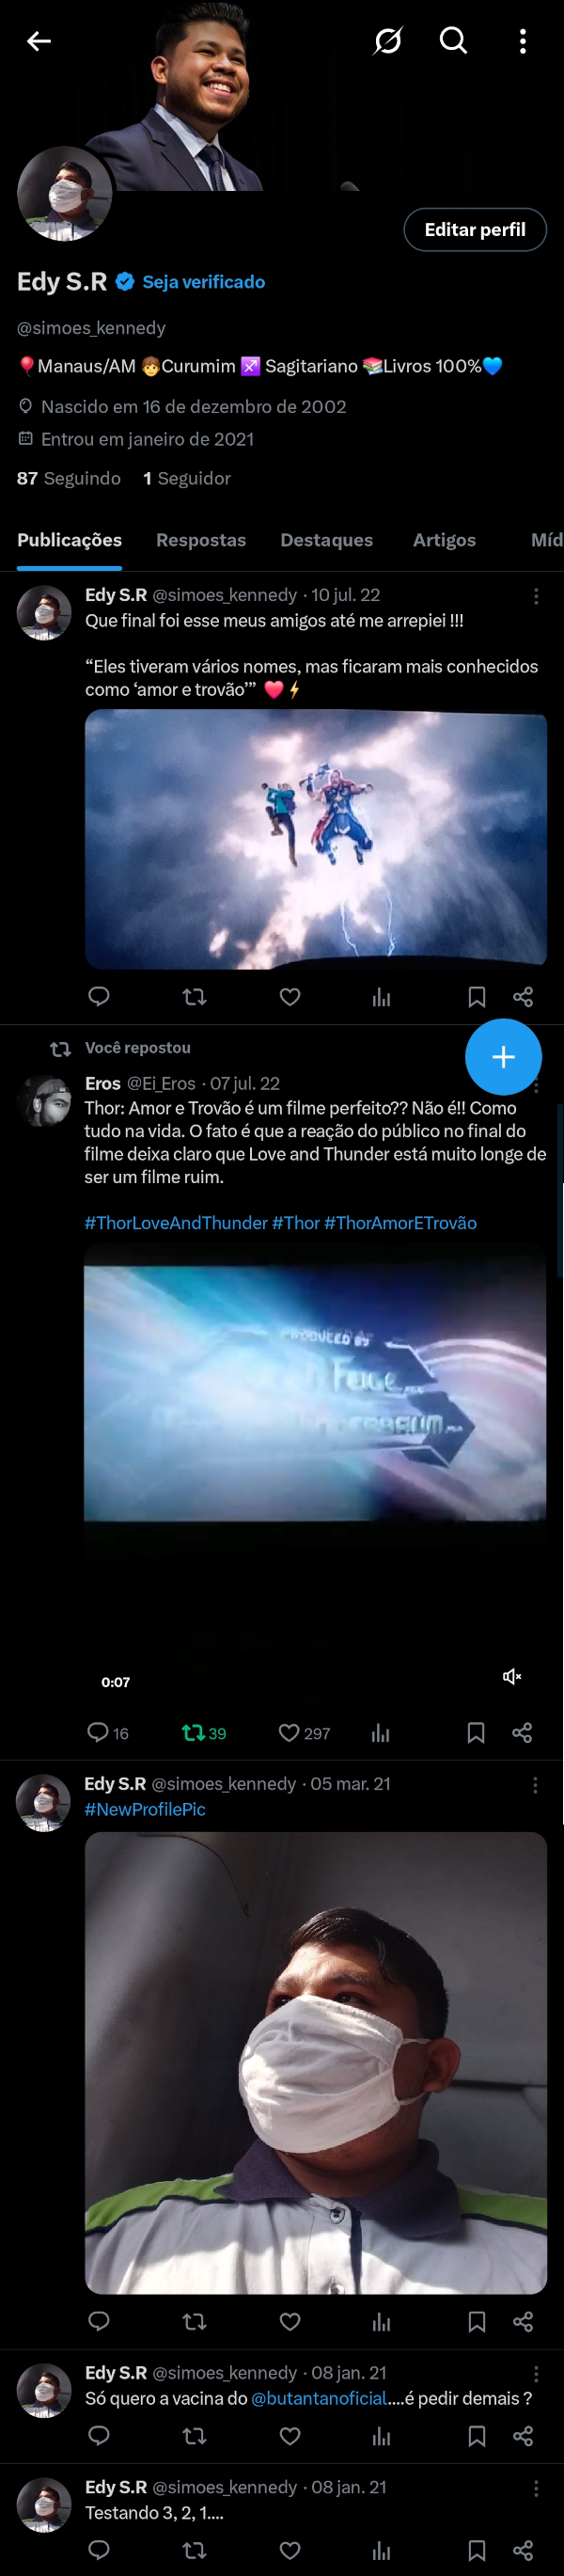 Editar perfil
Edy S.R Seja verificado
@simoes_kennedy
🎈Manaus/AM 🧒Curumim ♐ Sagitariano 📚Livros 100%💙
Nascido em 16 de dezembro de 2002
Entrou em janeiro de 2021
87 Seguindo 1 Seguidor
Publicações Respostas Destaques Artigos Míd
Edy S.R @simoes_kennedy · 10 jul. 22
Que final foi esse meus amigos até me arrepiei !!!
“Eles tiveram vários nomes, mas ficaram mais conhecidos
como ‘amor e trovão’” ❤️⚡
Você repostou
Eros @Ei_Eros · 07 jul. 22
Thor: Amor e Trovão é um filme perfeito?? Não é!! Como
tudo na vida. O fato é que a reação do público no final do
filme deixa claro que Love and Thunder está muito longe de
ser um filme ruim.
#ThorLoveAndThunder #Thor #ThorAmorETrovão
PRODUCED BY
0:07
16 39 297
Edy S.R @simoes_kennedy · 05 mar. 21
#NewProfilePic
Edy S.R @simoes_kennedy · 08 jan. 21
Só quero a vacina do @butantanoficial....é pedir demais ?
Edy S.R @simoes_kennedy · 08 jan. 21
Testando 3, 2, 1....